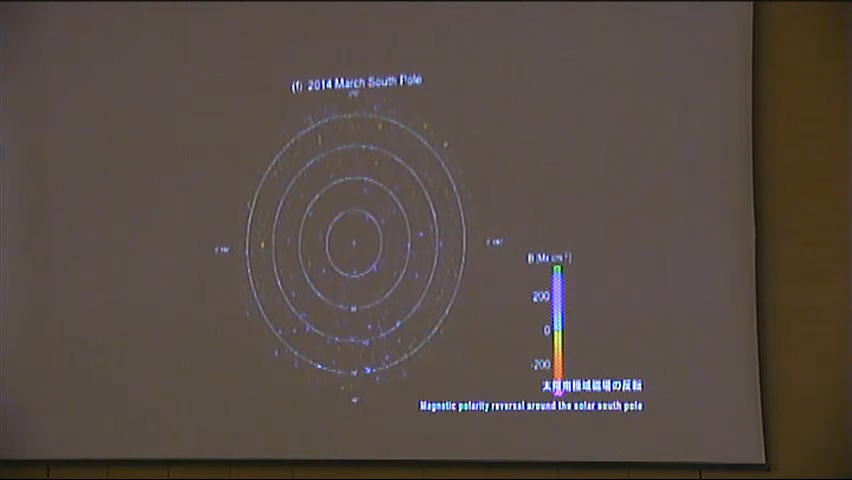 (f) 2014 March South Pole
B [Mx cm⁻²]
200
0
-200
太陽南極域磁場の反転
Magnetic polarity reversal around the solar south pole